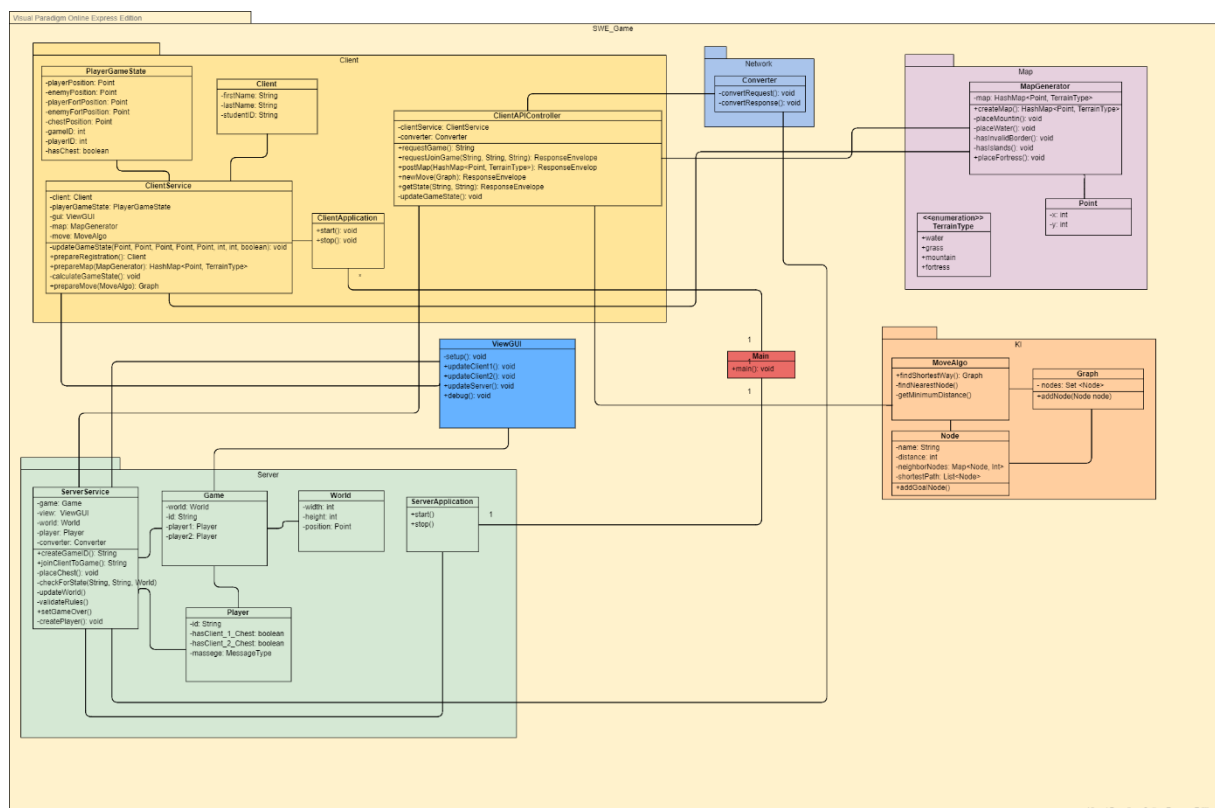 Visual Paradigm Online Express Edition
SWE_Game
Client
PlayerGameState
-playerPosition: Point
-enemyPosition: Point
-playerFortPosition: Point
-enemyFortPosition: Point
-chestPosition: Point
-gameID: int
-playerID: int
-hasChest: boolean
Client
-firstName: String
-lastName: String
-studentID: String
ClientAPIController
-clientService: ClientService
-converter: Converter
+requestGame(): String
+requestJoinGame(String, String, String): ResponseEnvelope
+postMap(HashMap<Point, TerrainType>): ResponseEnvelop
+newMove(Graph): ResponseEnvelope
+getState(String, String): ResponseEnvelope
-updateGameState(): void
ClientService
-client: Client
-playerGameState: PlayerGameState
-gui: ViewGUI
-map: MapGenerator
-move: MoveAlgo
-updateGameState(Point, Point, Point, Point, Point, int, int, boolean): void
+prepareRegistration(): Client
+prepareMap(MapGenerator): HashMap<Point, TerrainType>
-calculateGameState(): void
+prepareMove(MoveAlgo): Graph
ClientApplication
+start(): void
+stop(): void
*
Network
Converter
-convertRequest(): void
-convertResponse(): void
Map
MapGenerator
-map: HashMap<Point, TerrainType>
+createMap(): HashMap<Point, TerrainType>
-placeMountin(): void
-placeWater(): void
-hasInvalidBorder(): void
-hasIslands(): void
+placeFortress(): void
Point
-x: int
-y: int
<<enumeration>>
TerrainType
+water
+grass
+mountain
+fortress
ViewGUI
-setup(): void
+updateClient1(): void
+updateClient2(): void
+updateServer(): void
+debug(): void
1
Main
1
+main(): void
1
KI
MoveAlgo
+findShortestWay(): Graph
-findNearestNode()
-getMinimumDistance()
Graph
- nodes: Set <Node>
+addNode(Node node)
Node
-name: String
-distance: int
-neighborNodes: Map<Node, Int>
-shortestPath: List<Node>
+addGoalNode()
Server
ServerService
-game: Game
-view: ViewGUI
-world: World
-player: Player
-converter: Converter
+createGameID(): String
+joinClientToGame(): String
-placeChest(): void
-checkForState(String, String, World)
-updateWorld()
-validateRules()
+setGameOver()
-createPlayer(): void
Game
-world: World
-id: String
-player1: Player
-player2: Player
World
-width: int
-height: int
-position: Point
ServerApplication
+start()
+stop()
1
Player
-id: String
-hasClient_1_Chest: boolean
-hasClient_2_Chest: boolean
-massege: MessageType